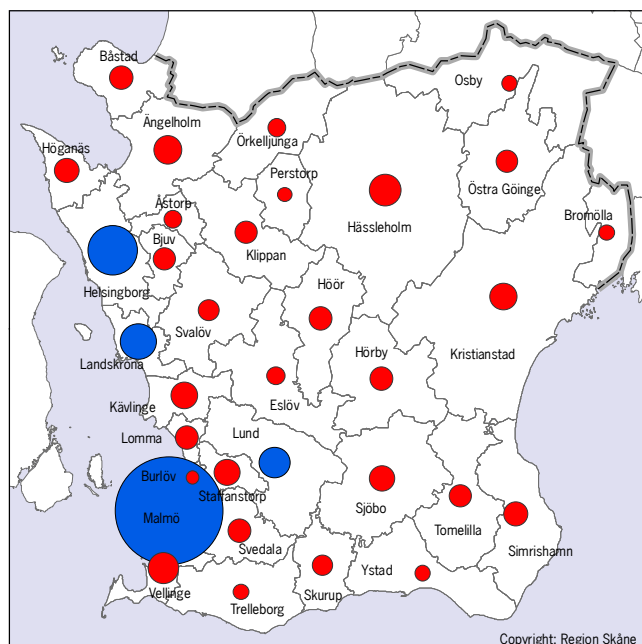 Båstad
Osby
Ängelholm
Örkelljunga
Höganäs
Perstorp
Östra Göinge
Åstorp
Hässleholm
Bromölla
Bjuv
Klippan
Höör
Helsingborg
Svalöv
Hörby
Kristianstad
Landskrona
Eslöv
Kävlinge
Lund
Lomma
Burlöv
Staffanstorp
Sjöbo
Malmö
Tomelilla
Svedala
Simrishamn
Ystad
Vellinge
Skurup
Trelleborg
Copyright: Region Skåne